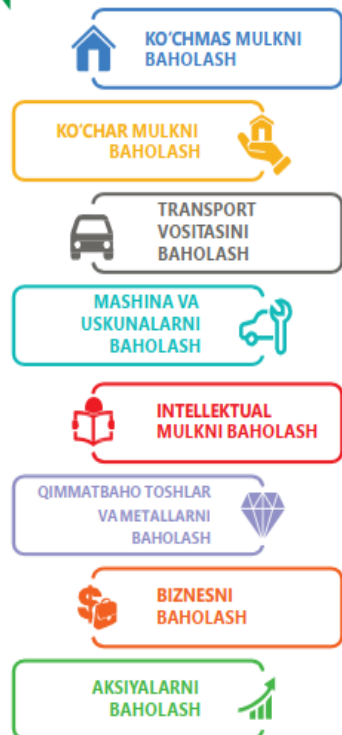 KO'CHMAS MULKNI
BAHOLASH
KO'CHAR MULKNI
BAHOLASH
TRANSPORT
VOSITASINI
BAHOLASH
MASHINA VA
USKUNALARNI
BAHOLASH
INTELLEKTUAL
MULKNI BAHOLASH
QIMMATBAHO TOSHLAR
VA METALLARNI
BAHOLASH
BIZNESNI
BAHOLASH
AKSIYALARNI
BAHOLASH